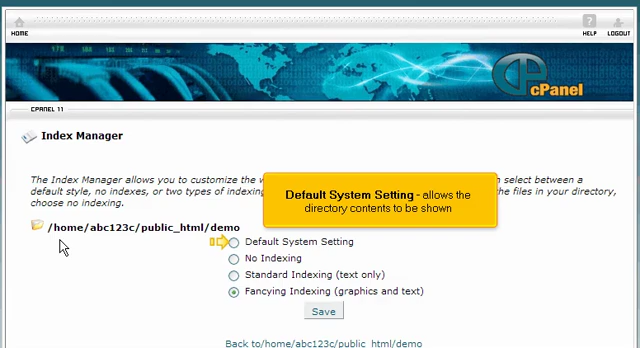 HOME
HELP
LOGOUT
cPanel
CPANEL 11
Index Manager
The Index Manager allows you to customize the w n select between a
default style, no indexes, or two types of indexing the files in your directory,
choose no indexing.
Default System Setting - allows the
directory contents to be shown
/home/abc123c/public_html/demo
Default System Setting
No Indexing
Standard Indexing (text only)
Fancying Indexing (graphics and text)
Save
Back to/home/abc123c/public_html/demo